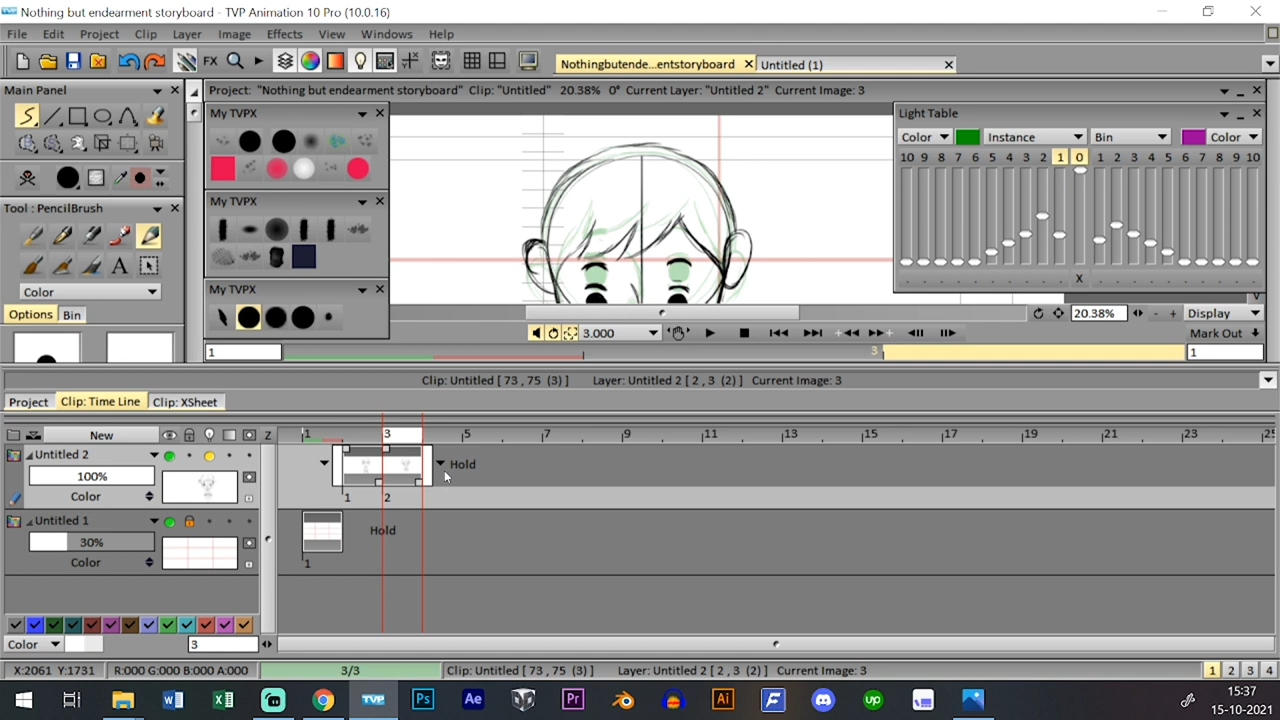 Nothing but endearment storyboard - TVP Animation 10 Pro (10.0.16)
File Edit Project Clip Layer Image Effects View Windows Help
FX
Nothingbutende...entstoryboard Untitled (1)
Main Panel
Project: "Nothing but endearment storyboard" Clip: "Untitled" 20.38% 0° Current Layer: "Untitled 2" Current Image: 3
My TVPX
Light Table
Color Instance Bin Color
10 9 8 7 6 5 4 3 2 1 0 1 2 3 4 5 6 7 8 9 10
My TVPX
Tool : PencilBrush
A
X
My TVPX
Color
Options Bin
20.38% - + Display
3.000
Mark Out
1 3 1
Clip: Untitled [ 73 , 75 (3) ] Layer: Untitled 2 [ 2 , 3 (2) ] Current Image: 3
Project Clip: Time Line Clip: XSheet
New Z 1 3 5 7 9 11 13 15 17 19 21 23 25
Untitled 2
Hold
100%
Color
1 2
Untitled 1
Hold
30%
Color
1
Color 3
X:2061 Y:1731 R:000 G:000 B:000 A:000 3/3 Clip: Untitled [ 73 , 75 (3) ] Layer: Untitled 2 [ 2 , 3 (2) ] Current Image: 3 1 2 3 4
TVP Ps Ae Pr Ai F up
15:37
15-10-2021